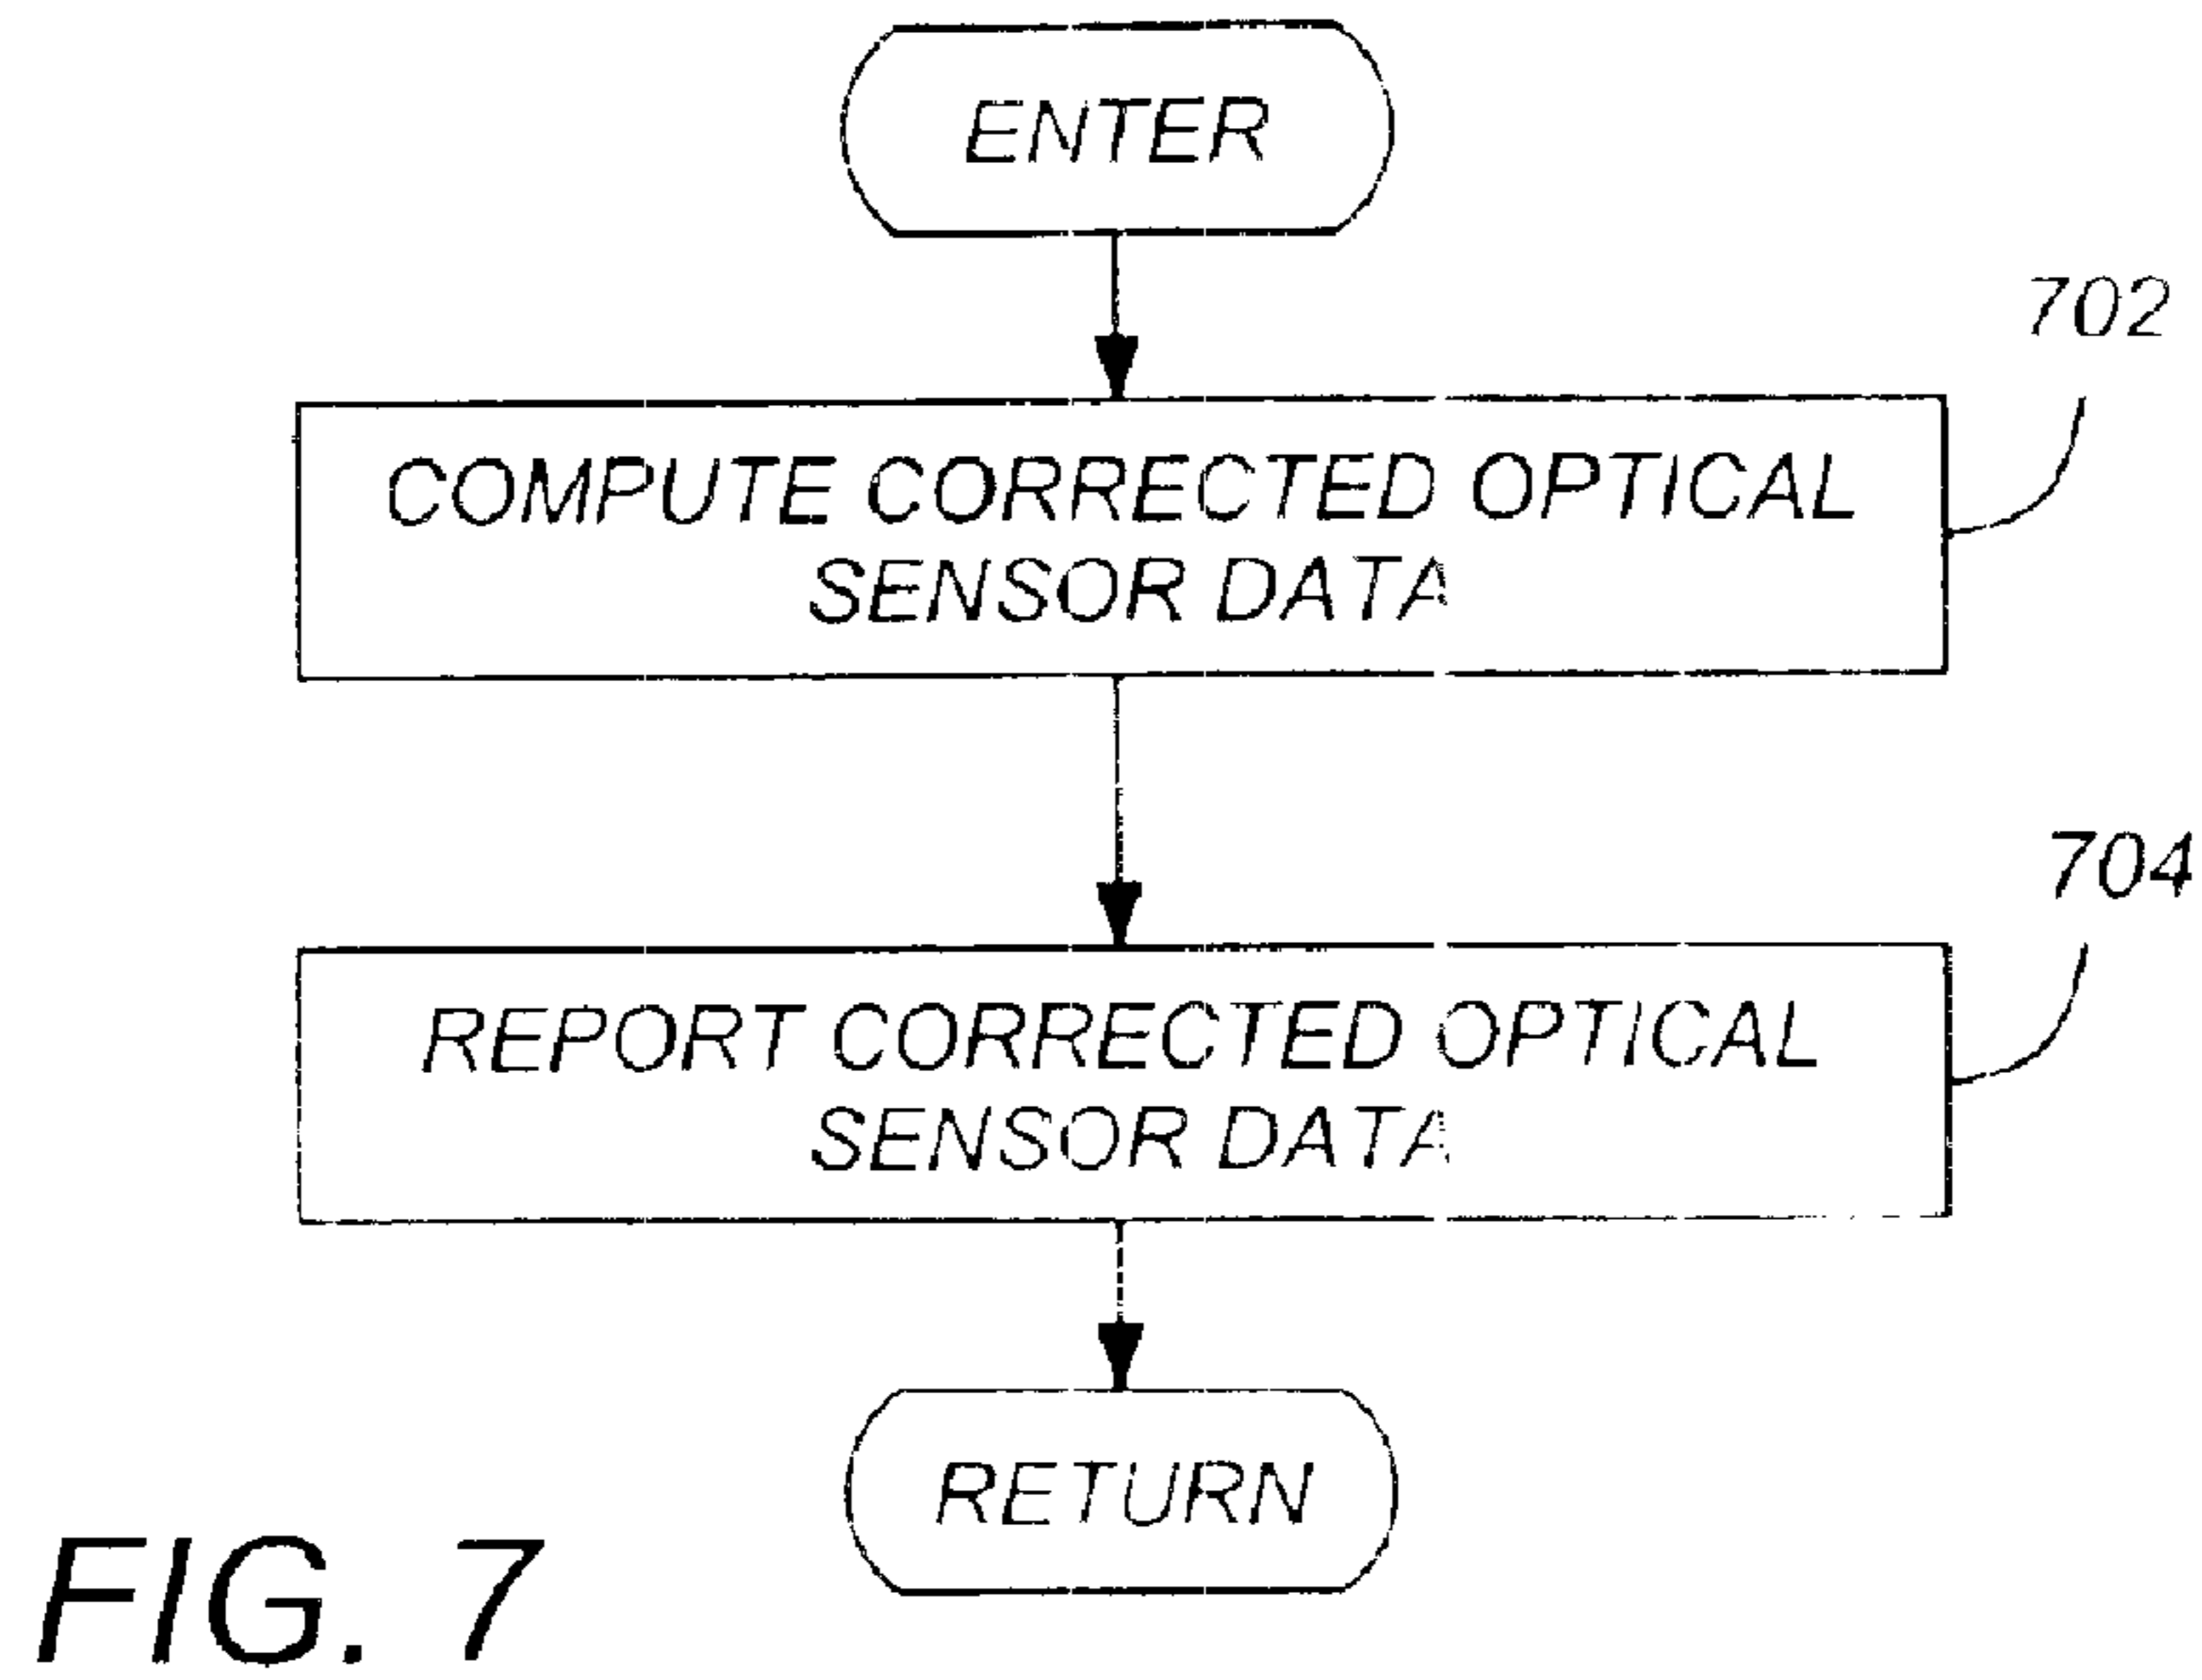 ENTER
702
COMPUTE CORRECTED OPTICAL
SENSOR DATA
704
REPORT CORRECTED OPTICAL
SENSOR DATA
RETURN
FIG. 7